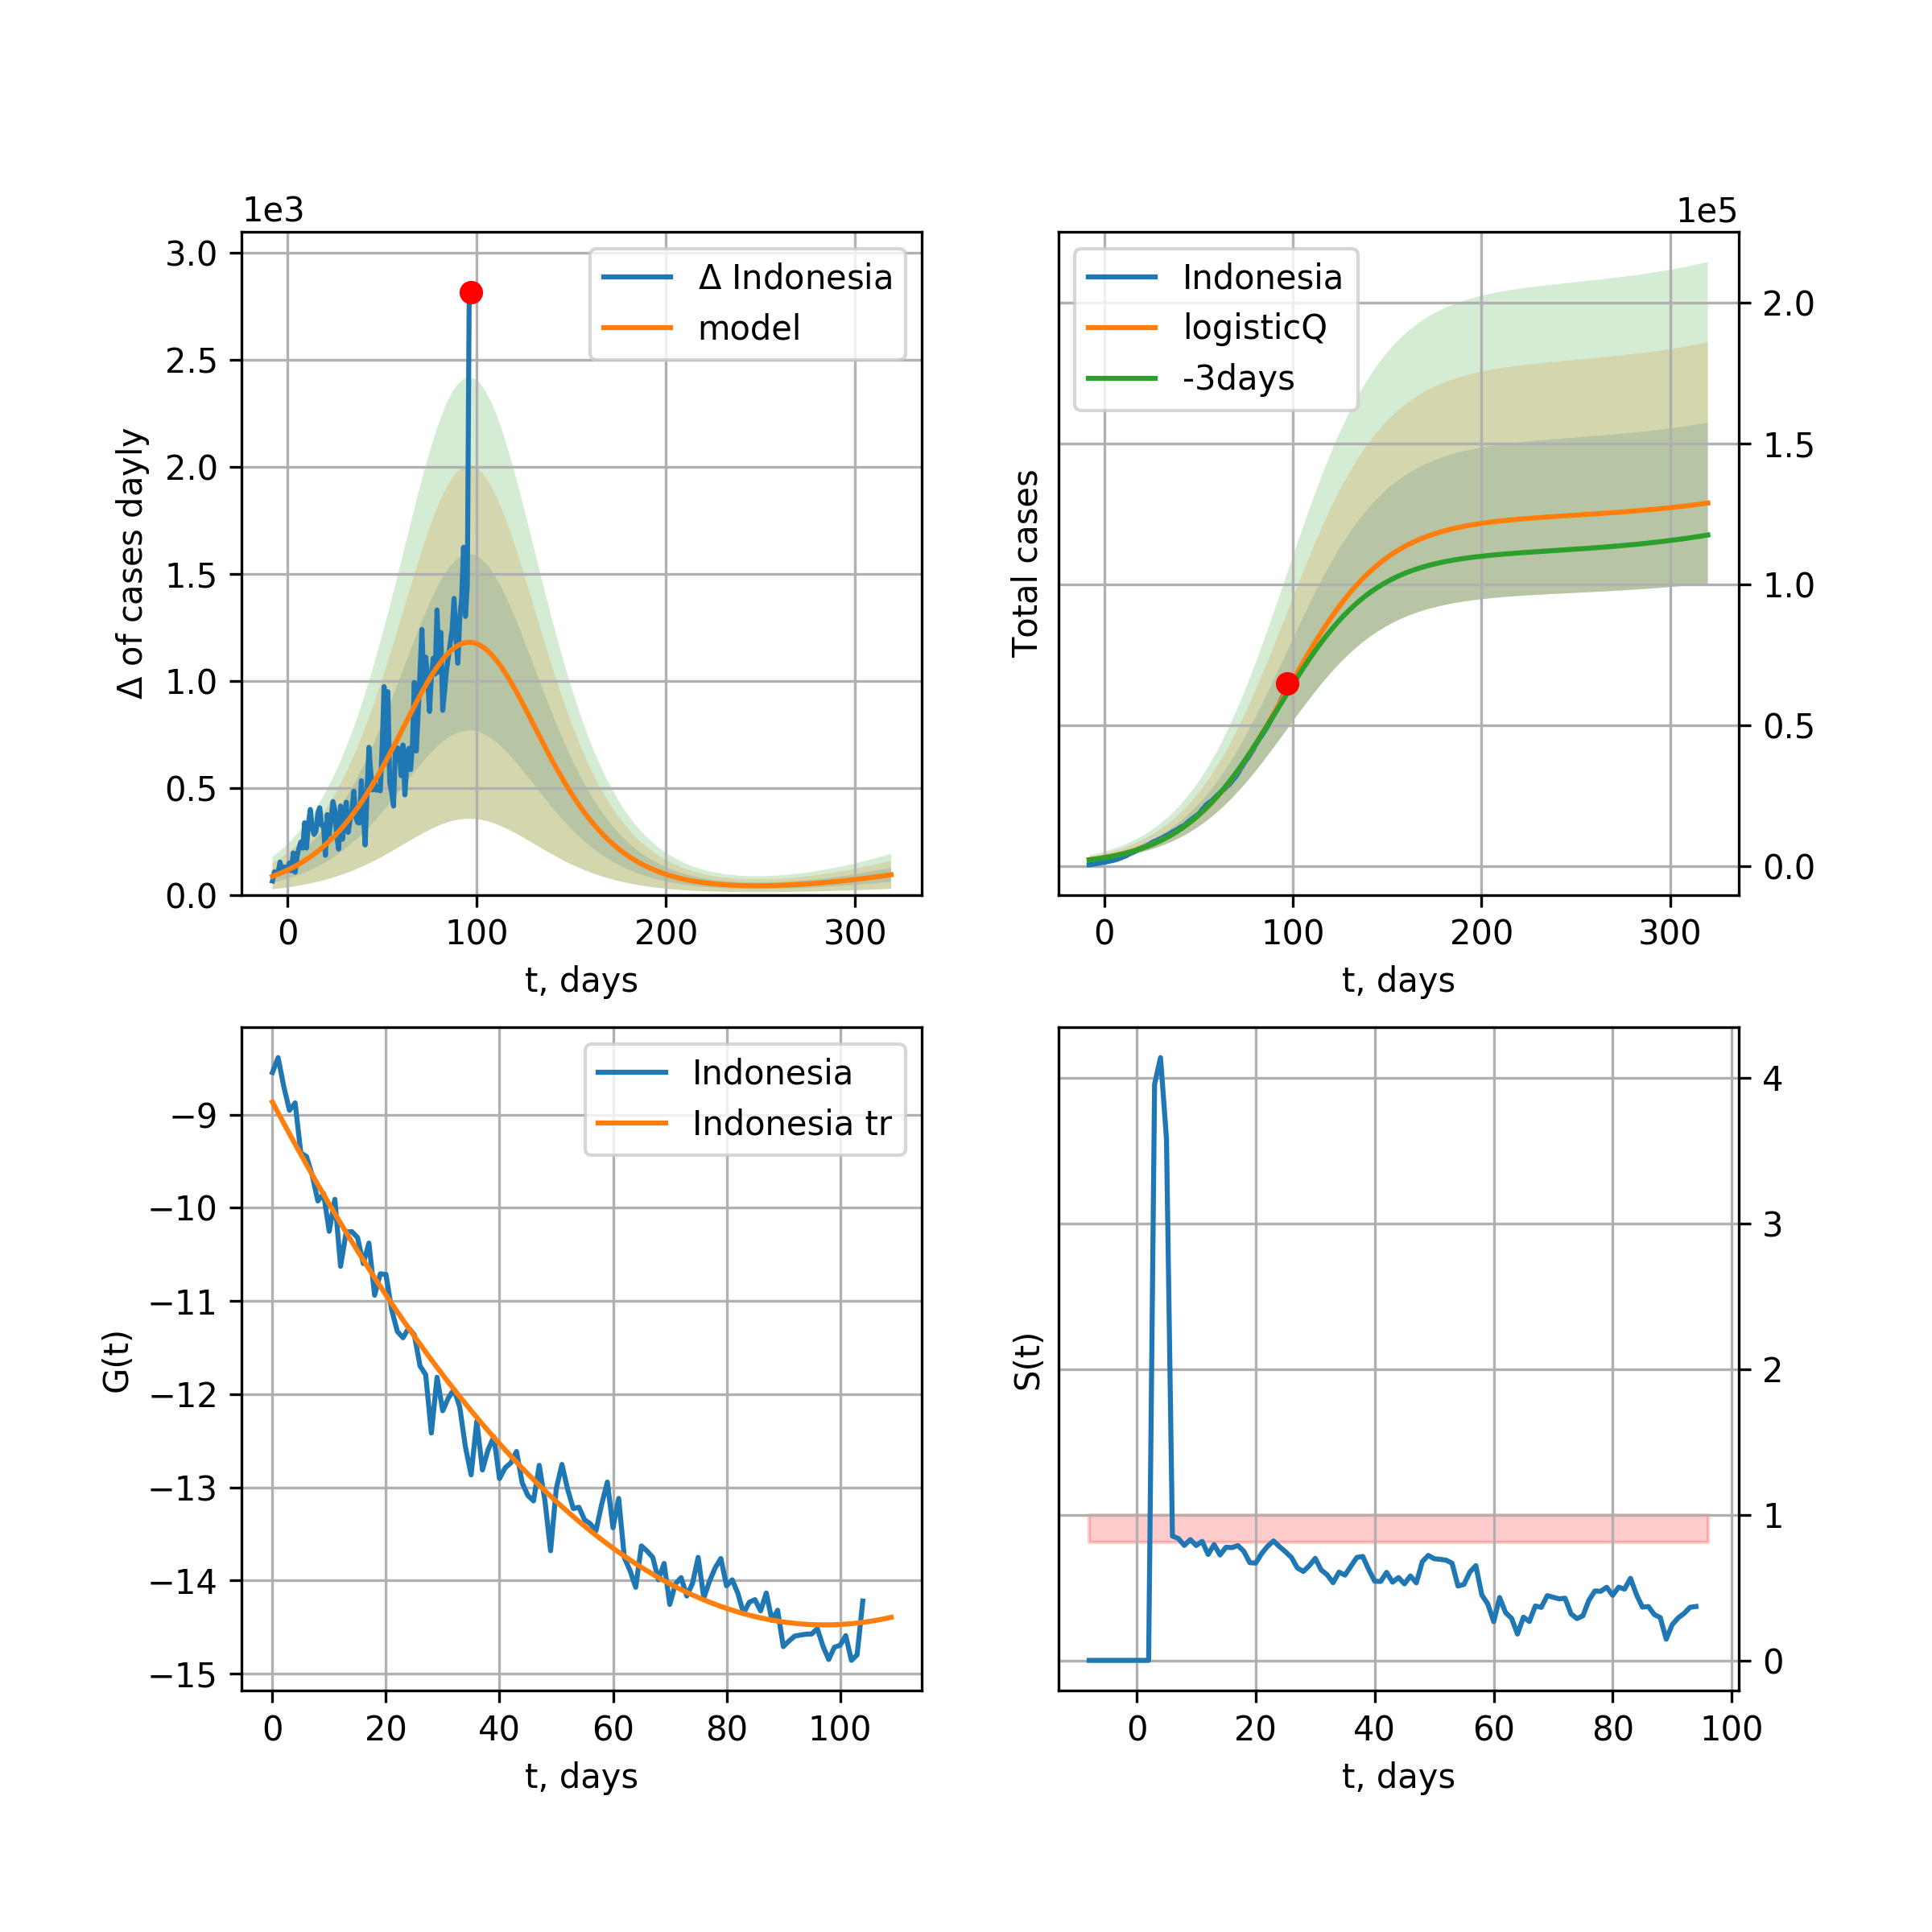 1e3
3.0
2.5
2.0
1.5
1.0
0.5
0.0
Δ of cases dayly
Δ Indonesia
model
0 100 200 300
t, days
1e5
Indonesia
logisticQ
-3days
Total cases
2.0
1.5
1.0
0.5
0.0
0 100 200 300
t, days
G(t)
−9
−10
−11
−12
−13
−14
−15
Indonesia
Indonesia tr
0 20 40 60 80 100
t, days
S(t)
4
3
2
1
0
0 20 40 60 80 100
t, days